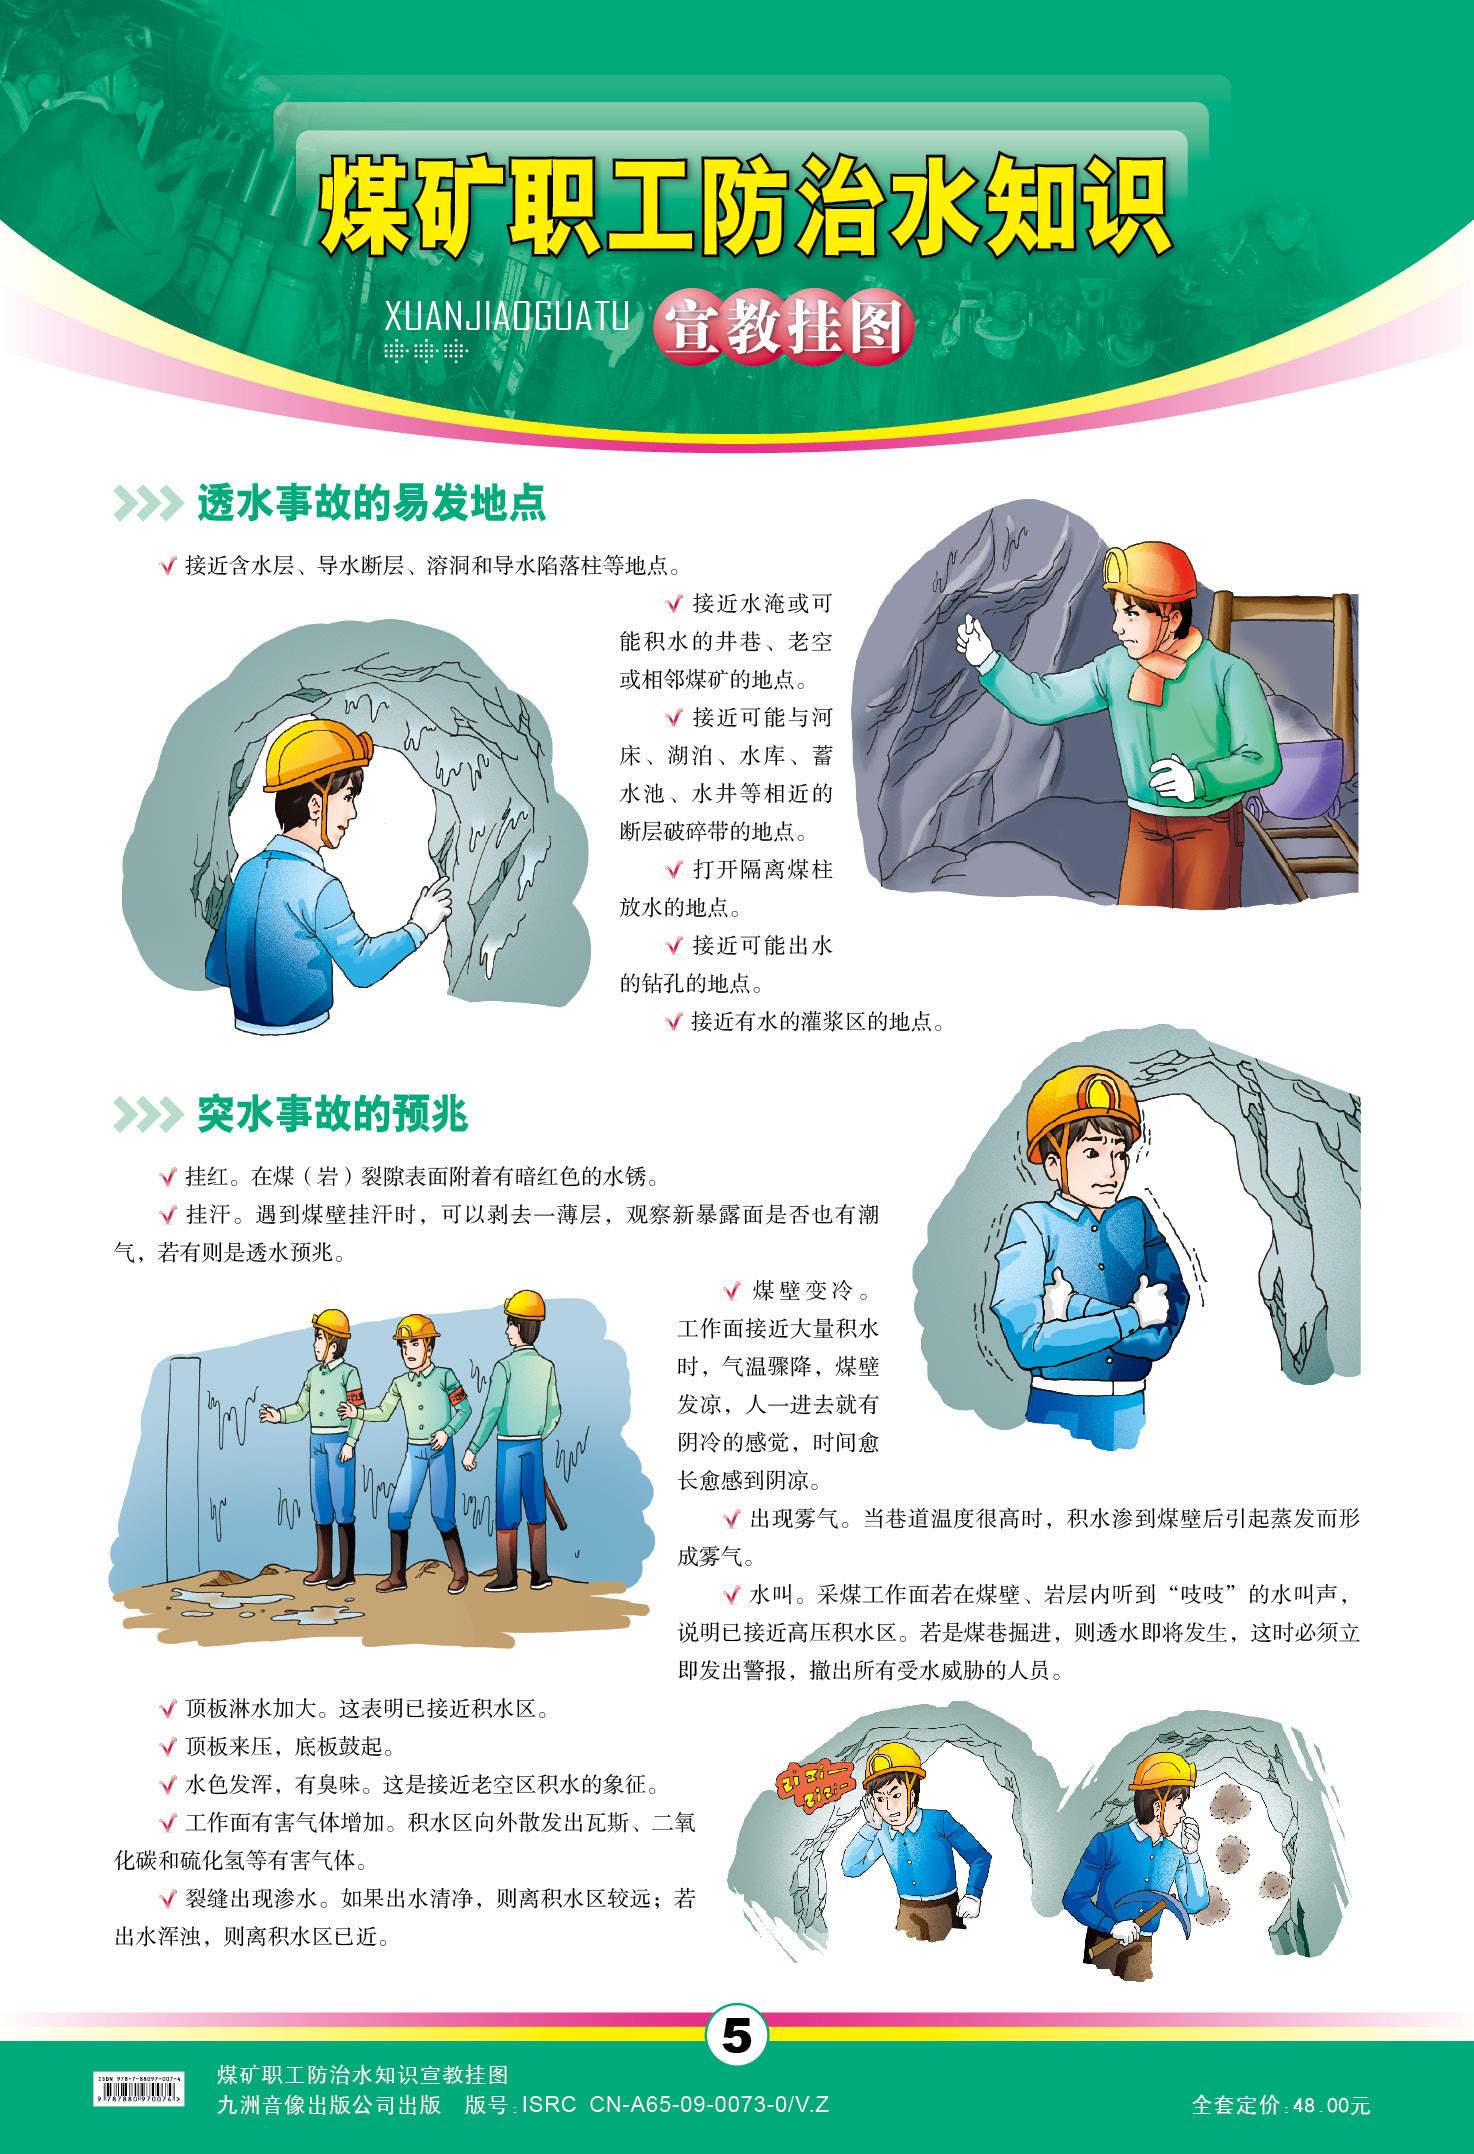 煤矿职工防治水知识
XUANJIAOGUATU 宣教挂图
透水事故的易发地点
接近含水层、导水断层、溶洞和导水陷落柱等地点。
接近水淹或可
能积水的井巷、老空
或相邻煤矿的地点。
接近可能与河
床、湖泊、水库、蓄
水池、水井等相近的
断层破碎带的地点。
打开隔离煤柱
放水的地点。
接近可能出水
的钻孔的地点。
接近有水的灌浆区的地点。
突水事故的预兆
挂红。在煤（岩）裂隙表面附着有暗红色的水锈。
挂汗。遇到煤壁挂汗时，可以剥去一薄层，观察新暴露面是否也有潮
气，若有则是透水预兆。
煤壁变冷。
工作面接近大量积水
时，气温骤降，煤壁
发凉，人一进去就有
阴冷的感觉，时间愈
长愈感到阴凉。
出现雾气。当巷道温度很高时，积水渗到煤壁后引起蒸发而形
成雾气。
水叫。采煤工作面若在煤壁、岩层内听到“吱吱”的水叫声，
说明已接近高压积水区。若是煤巷掘进，则透水即将发生，这时必须立
即发出警报，撤出所有受水威胁的人员。
顶板淋水加大。这表明已接近积水区。
顶板来压，底板鼓起。
水色发浑，有臭味。这是接近老空区积水的象征。
工作面有害气体增加。积水区向外散发出瓦斯、二氧
化碳和硫化氢等有害气体。
裂缝出现渗水。如果出水清净，则离积水区较远；若
出水浑浊，则离积水区已近。
5
ISBN 978-7-88097-007-4
9 787880 970074 >
煤矿职工防治水知识宣教挂图
九洲音像出版公司出版 版号:ISRC CN-A65-09-0073-0/V.Z
全套定价:48.00元